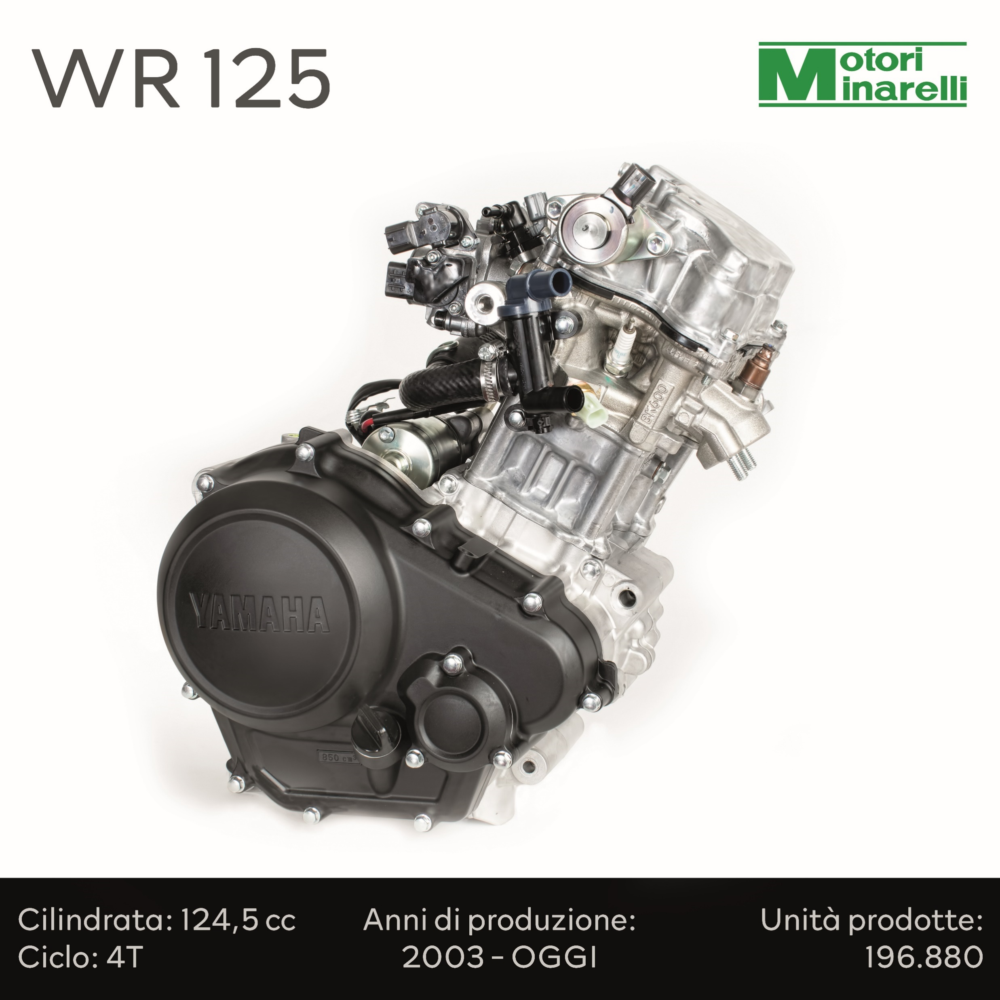 WR 125
Motori
Minarelli
BK600
YAMAHA
850 cm³
Cilindrata: 124,5 cc
Ciclo: 4T
Anni di produzione:
2003 - OGGI
Unità prodotte:
196.880